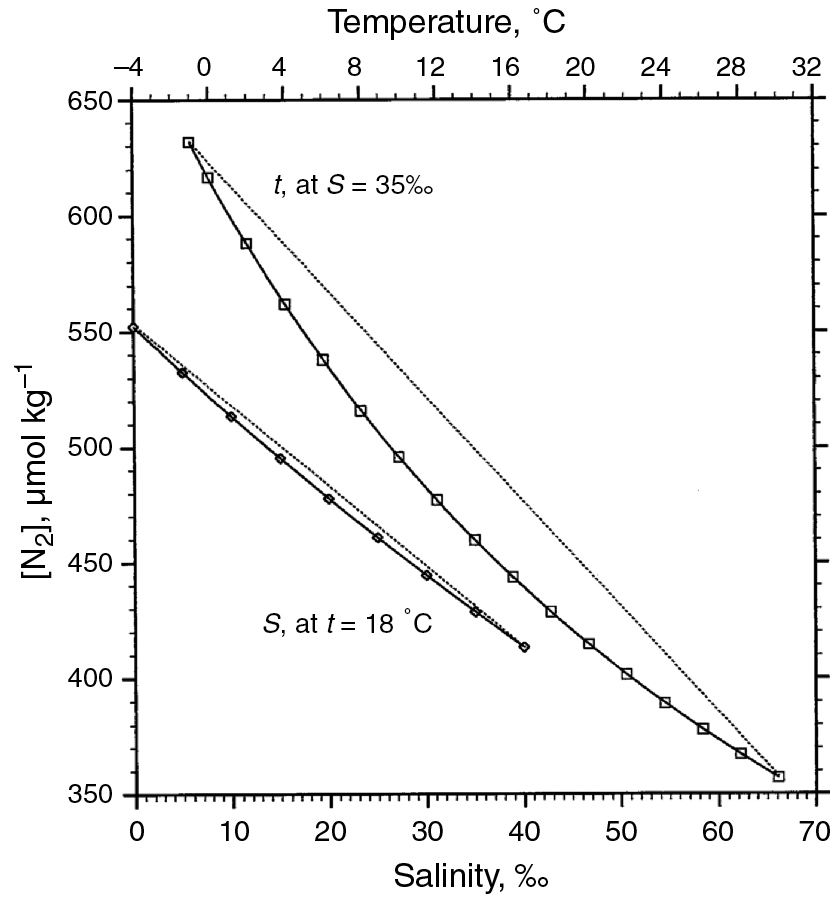 Temperature, °C
–4 0 4 8 12 16 20 24 28 32
650
t, at S = 35‰
600
550
500
450
S, at t = 18 °C
400
350
[N2], μmol kg–1
0 10 20 30 40 50 60 70
Salinity, ‰